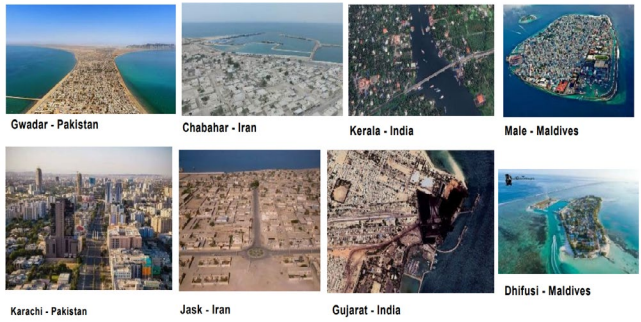 Gwadar - Pakistan
Chabahar - Iran
Kerala - India
Male - Maldives
Karachi - Pakistan
Jask - Iran
Gujarat - India
Dhifusi - Maldives